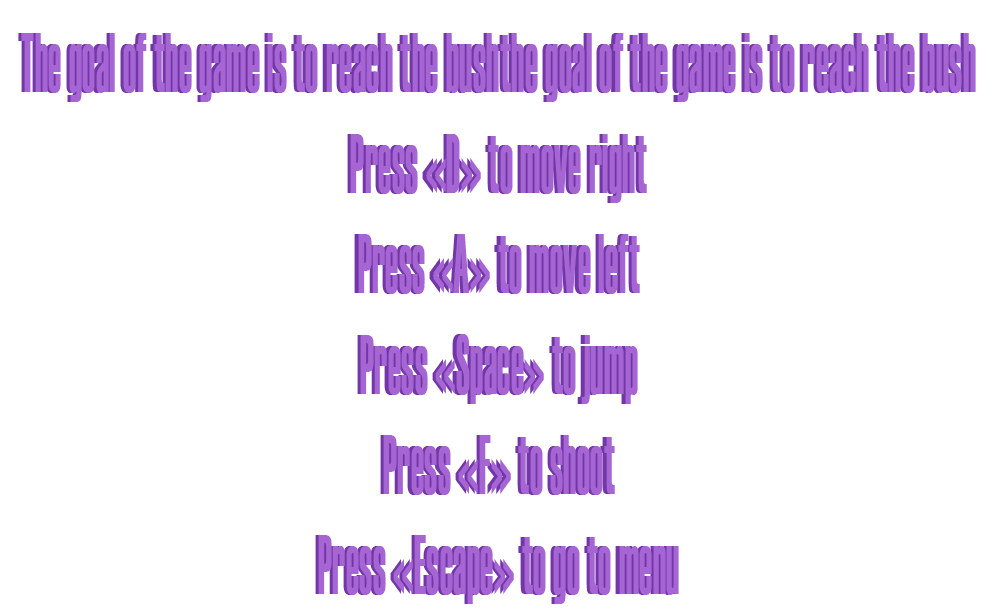 The goal of the game is to reach the bushthe goal of the game is to reach the bush
Press «D» to move right
Press «A» to move left
Press «Space» to jump
Press «F» to shoot
Press «Escape» to go to menu